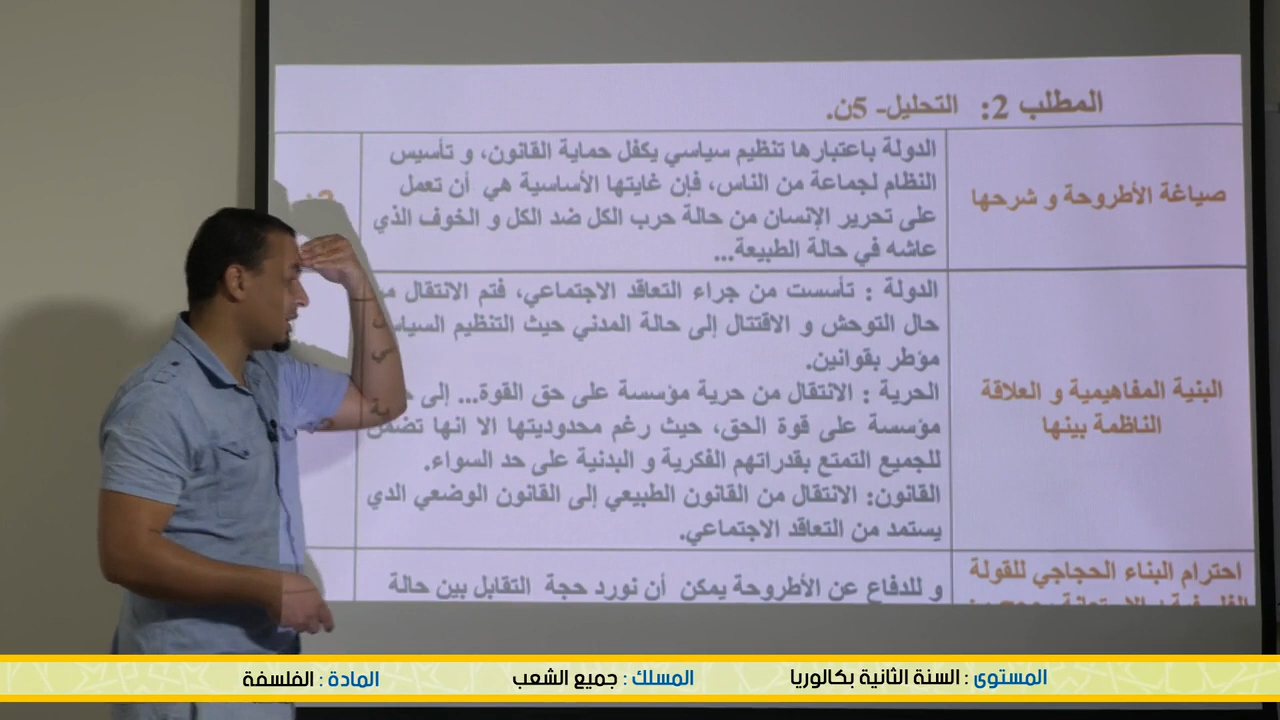 المطلب 2: التحليل- 5ن.
صياغة الأطروحة و شرحها
الدولة باعتبارها تنظيم سياسي يكفل حماية القانون، و تأسيس
النظام لجماعة من الناس، فإن غايتها الأساسية هي أن تعمل
على تحرير الإنسان من حالة حرب الكل ضد الكل و الخوف الذي
عاشه في حالة الطبيعة...
البنية المفاهيمية و العلاقة
الناظمة بينها
الدولة : تأسست من جراء التعاقد الاجتماعي، فتم الانتقال
حال التوحش و الاقتتال إلى حالة المدني حيث التنظيم
مؤطر بقوانين.
الحرية : الانتقال من حرية مؤسسة على حق القوة... إلى
مؤسسة على قوة الحق، حيث رغم محدوديتها الا انها تضمن
للجميع التمتع بقدراتهم الفكرية و البدنية على حد السواء.
القانون: الانتقال من القانون الطبيعي إلى القانون الوضعي الدي
يستمد من التعاقد الاجتماعي.
احترام البناء الحجاجي للقولة
و للدفاع عن الأطروحة يمكن أن نورد حجة التقابل بين حالة
المستوى : السنة الثانية بكالوريا
المسلك : جميع الشعب
المادة : الفلسفة